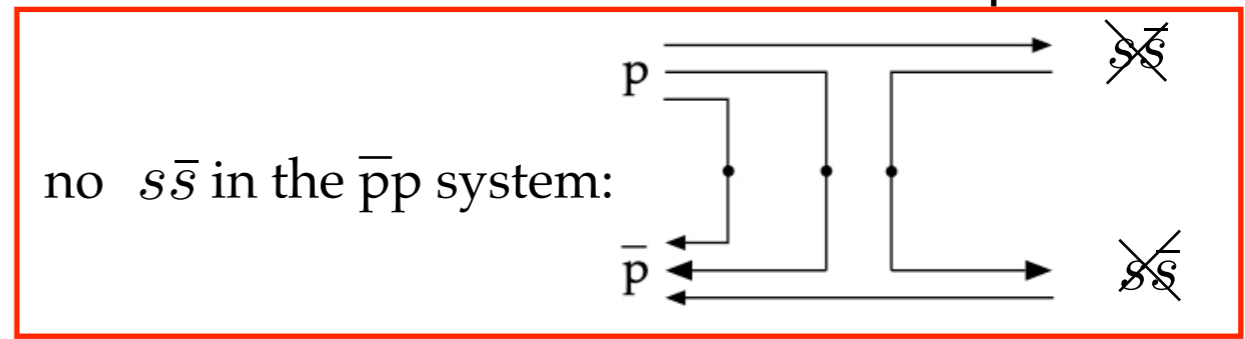 s s̅
p
no s s̅ in the p̅p system:
p̅
s s̅